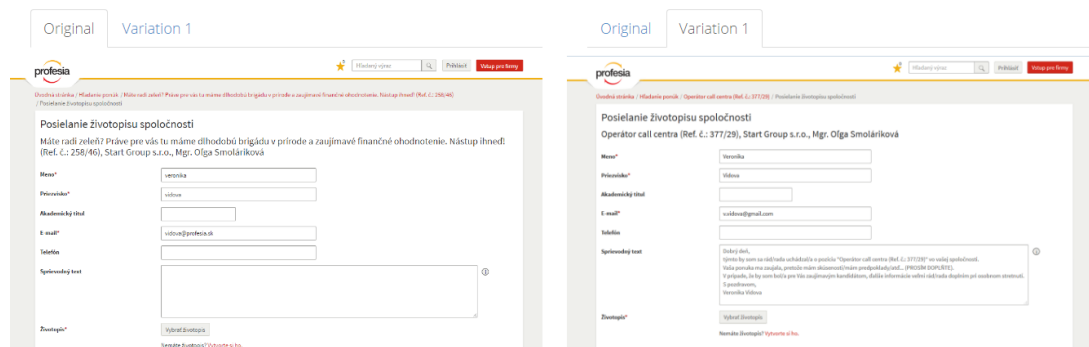 Original
Variation 1
profesia
Hľadaný výraz
Prihlásiť
Vstup pre firmy
Úvodná stránka / Hľadanie ponúk / Máte radi zeleň? Práve pre vás tu máme dlhodobú brigádu v prírode a zaujímavé finančné ohodnotenie. Nástup ihneď! (Ref. č.: 258/46)
/ Posielanie životopisu spoločnosti
Posielanie životopisu spoločnosti
Máte radi zeleň? Práve pre vás tu máme dlhodobú brigádu v prírode a zaujímavé finančné ohodnotenie. Nástup ihneď!
(Ref. č.: 258/46), Start Group s.r.o., Mgr. Oľga Smoláriková
Meno*
veronika
Priezvisko*
vidova
Akademický titul
E-mail*
vidova@profesia.sk
Telefón
Sprievodný text
Životopis*
Vybrať životopis
Nemáte životopis? Vytvorte si ho.
Original
Variation 1
profesia
Hľadaný výraz
Prihlásiť
Vstup pre firmy
Úvodná stránka / Hľadanie ponúk / Operátor call centra (Ref. č.: 377/29) / Posielanie životopisu spoločnosti
Posielanie životopisu spoločnosti
Operátor call centra (Ref. č.: 377/29), Start Group s.r.o., Mgr. Oľga Smoláriková
Meno*
Veronika
Priezvisko*
Vidova
Akademický titul
E-mail*
v.vidova@gmail.com
Telefón
Sprievodný text
Dobrý deň,
týmto by som sa rád/rada uchádzal/a o pozíciu "Operátor call centra (Ref. č.: 377/29)" vo vašej spoločnosti.
Vaša ponuka ma zaujala, pretože mám skúsenosti/mám predpoklady/atď... (PROSÍM DOPLŇTE).
V prípade, že by som bol/a pre Vás zaujímavým kandidátom, ďalšie informácie veľmi rád/rada doplním pri osobnom stretnutí.
S pozdravom,
Veronika Vidova
Životopis*
Vybrať životopis
Nemáte životopis? Vytvorte si ho.